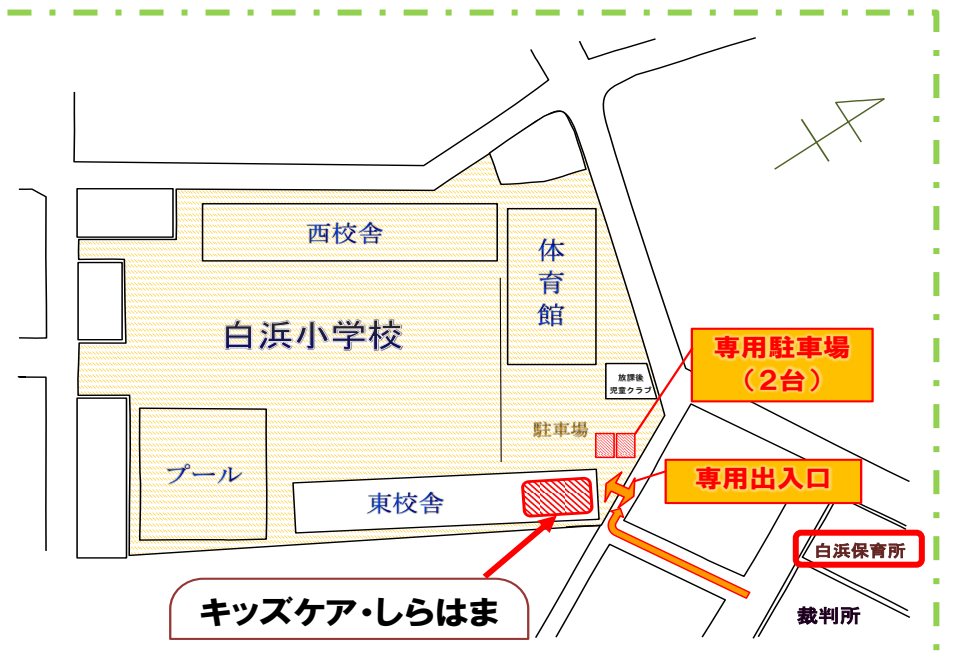 西校舎
体育館
白浜小学校
専用駐車場
（2台）
放課後
児童クラブ
駐車場
プール
東校舎
専用出入口
白浜保育所
キッズケア・しらはま
裁判所